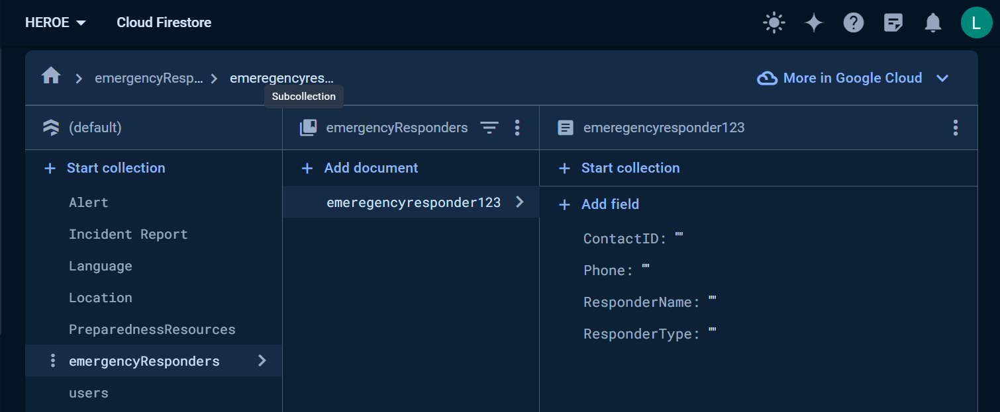 HEROE Cloud Firestore L
emergencyResp... emeregencyres... More in Google Cloud
Subcollection
(default) emergencyResponders emeregencyresponder123
+ Start collection + Add document + Start collection
Alert emeregencyresponder123 + Add field
Incident Report ContactID: ""
Language Phone: ""
Location ResponderName: ""
PreparednessResources ResponderType: ""
emergencyResponders
users